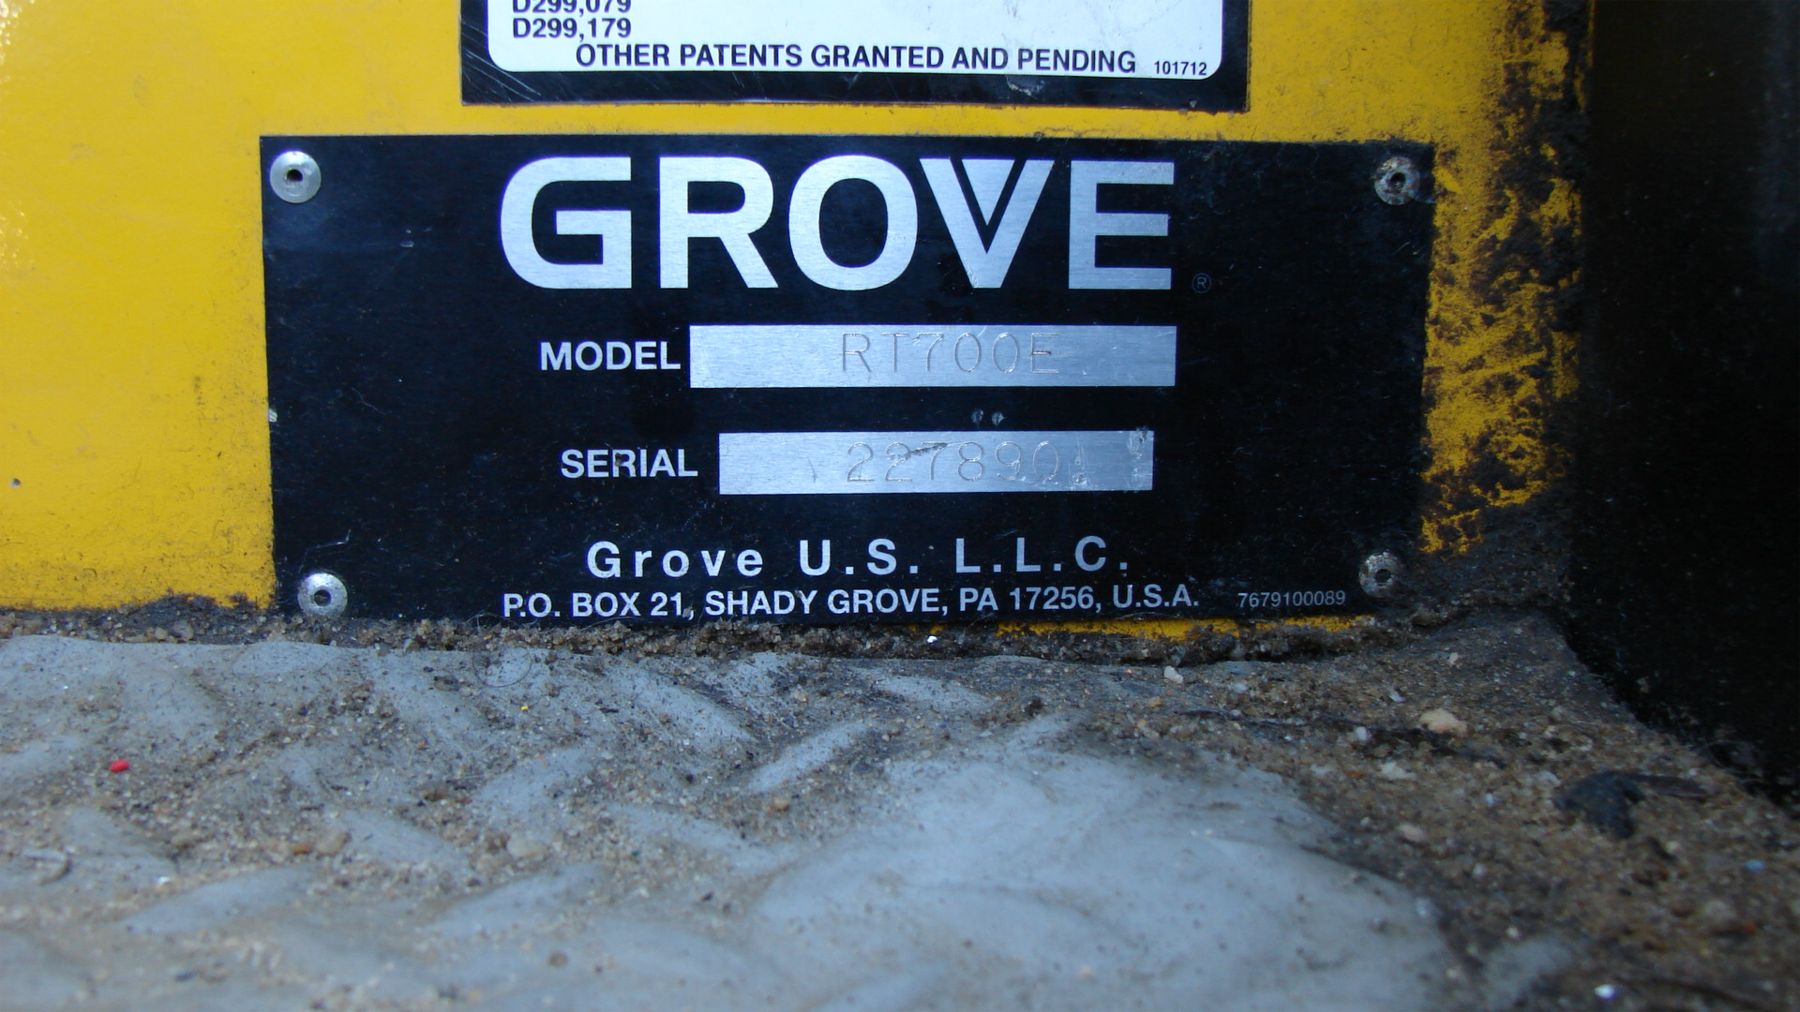 D299,079
D299,179
OTHER PATENTS GRANTED AND PENDING 101712
GROVE ®
MODEL RT700E
SERIAL 227890
Grove U.S. L.L.C.
P.O. BOX 21, SHADY GROVE, PA 17256, U.S.A. 7679100089